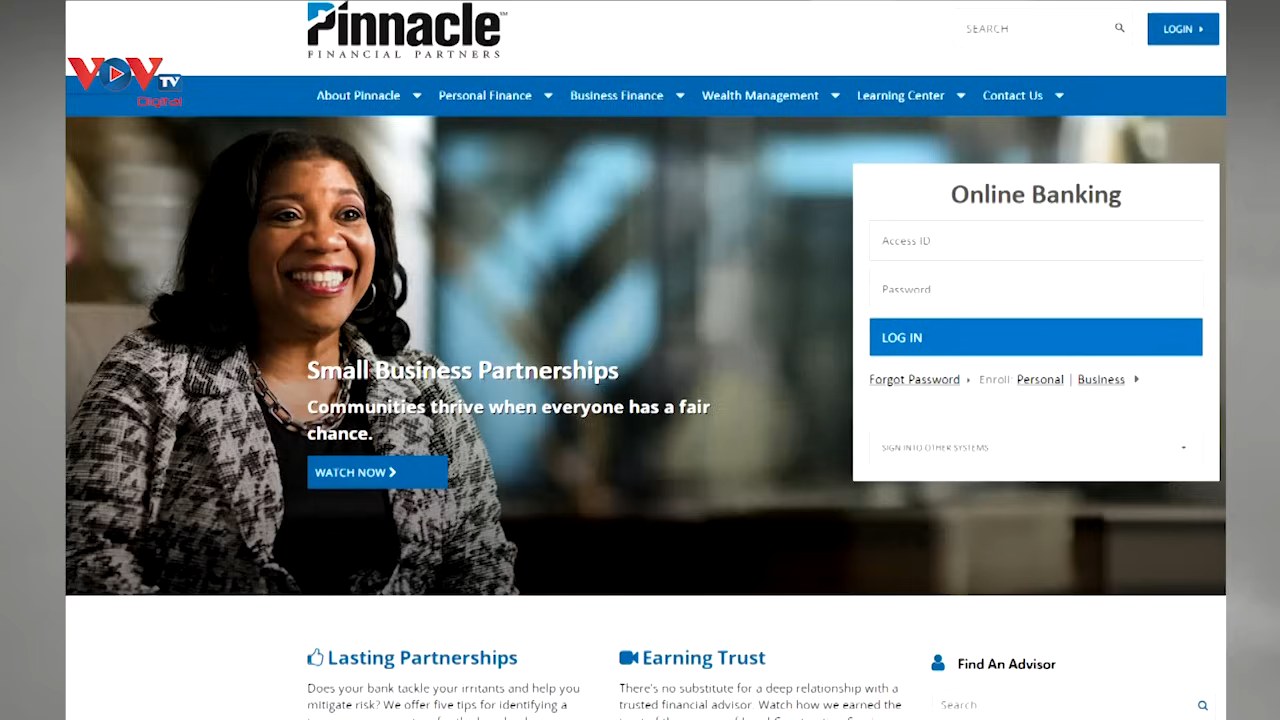 Pinnacle
FINANCIAL PARTNERS
SEARCH
LOGIN
VOV TV
Digital
About Pinnacle
Personal Finance
Business Finance
Wealth Management
Learning Center
Contact Us
Online Banking
Access ID
Password
LOG IN
Forgot Password Enroll: Personal | Business
SIGN INTO OTHER SYSTEMS
Small Business Partnerships
Communities thrive when everyone has a fair
chance.
WATCH NOW
Lasting Partnerships
Does your bank tackle your irritants and help you
mitigate risk? We offer five tips for identifying a
Earning Trust
There's no substitute for a deep relationship with a
trusted financial advisor. Watch how we earned the
Find An Advisor
Search